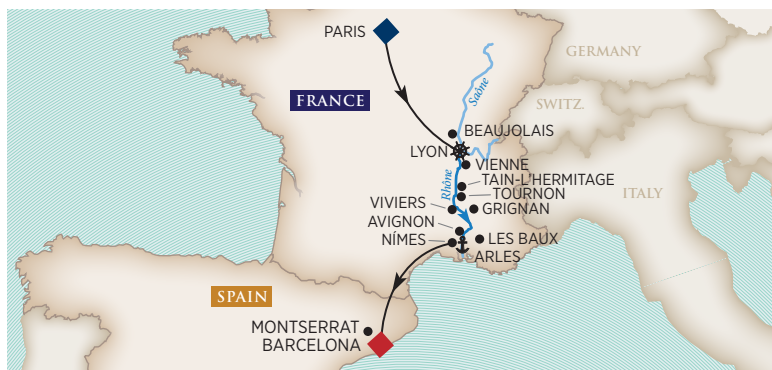 PARIS
GERMANY
FRANCE
Saône
SWITZ.
BEAUJOLAIS
LYON
VIENNE
TAIN-L'HERMITAGE
Rhône
TOURNON
ITALY
VIVIERS
GRIGNAN
AVIGNON
NÍMES
LES BAUX
ARLES
SPAIN
MONTSERRAT
BARCELONA